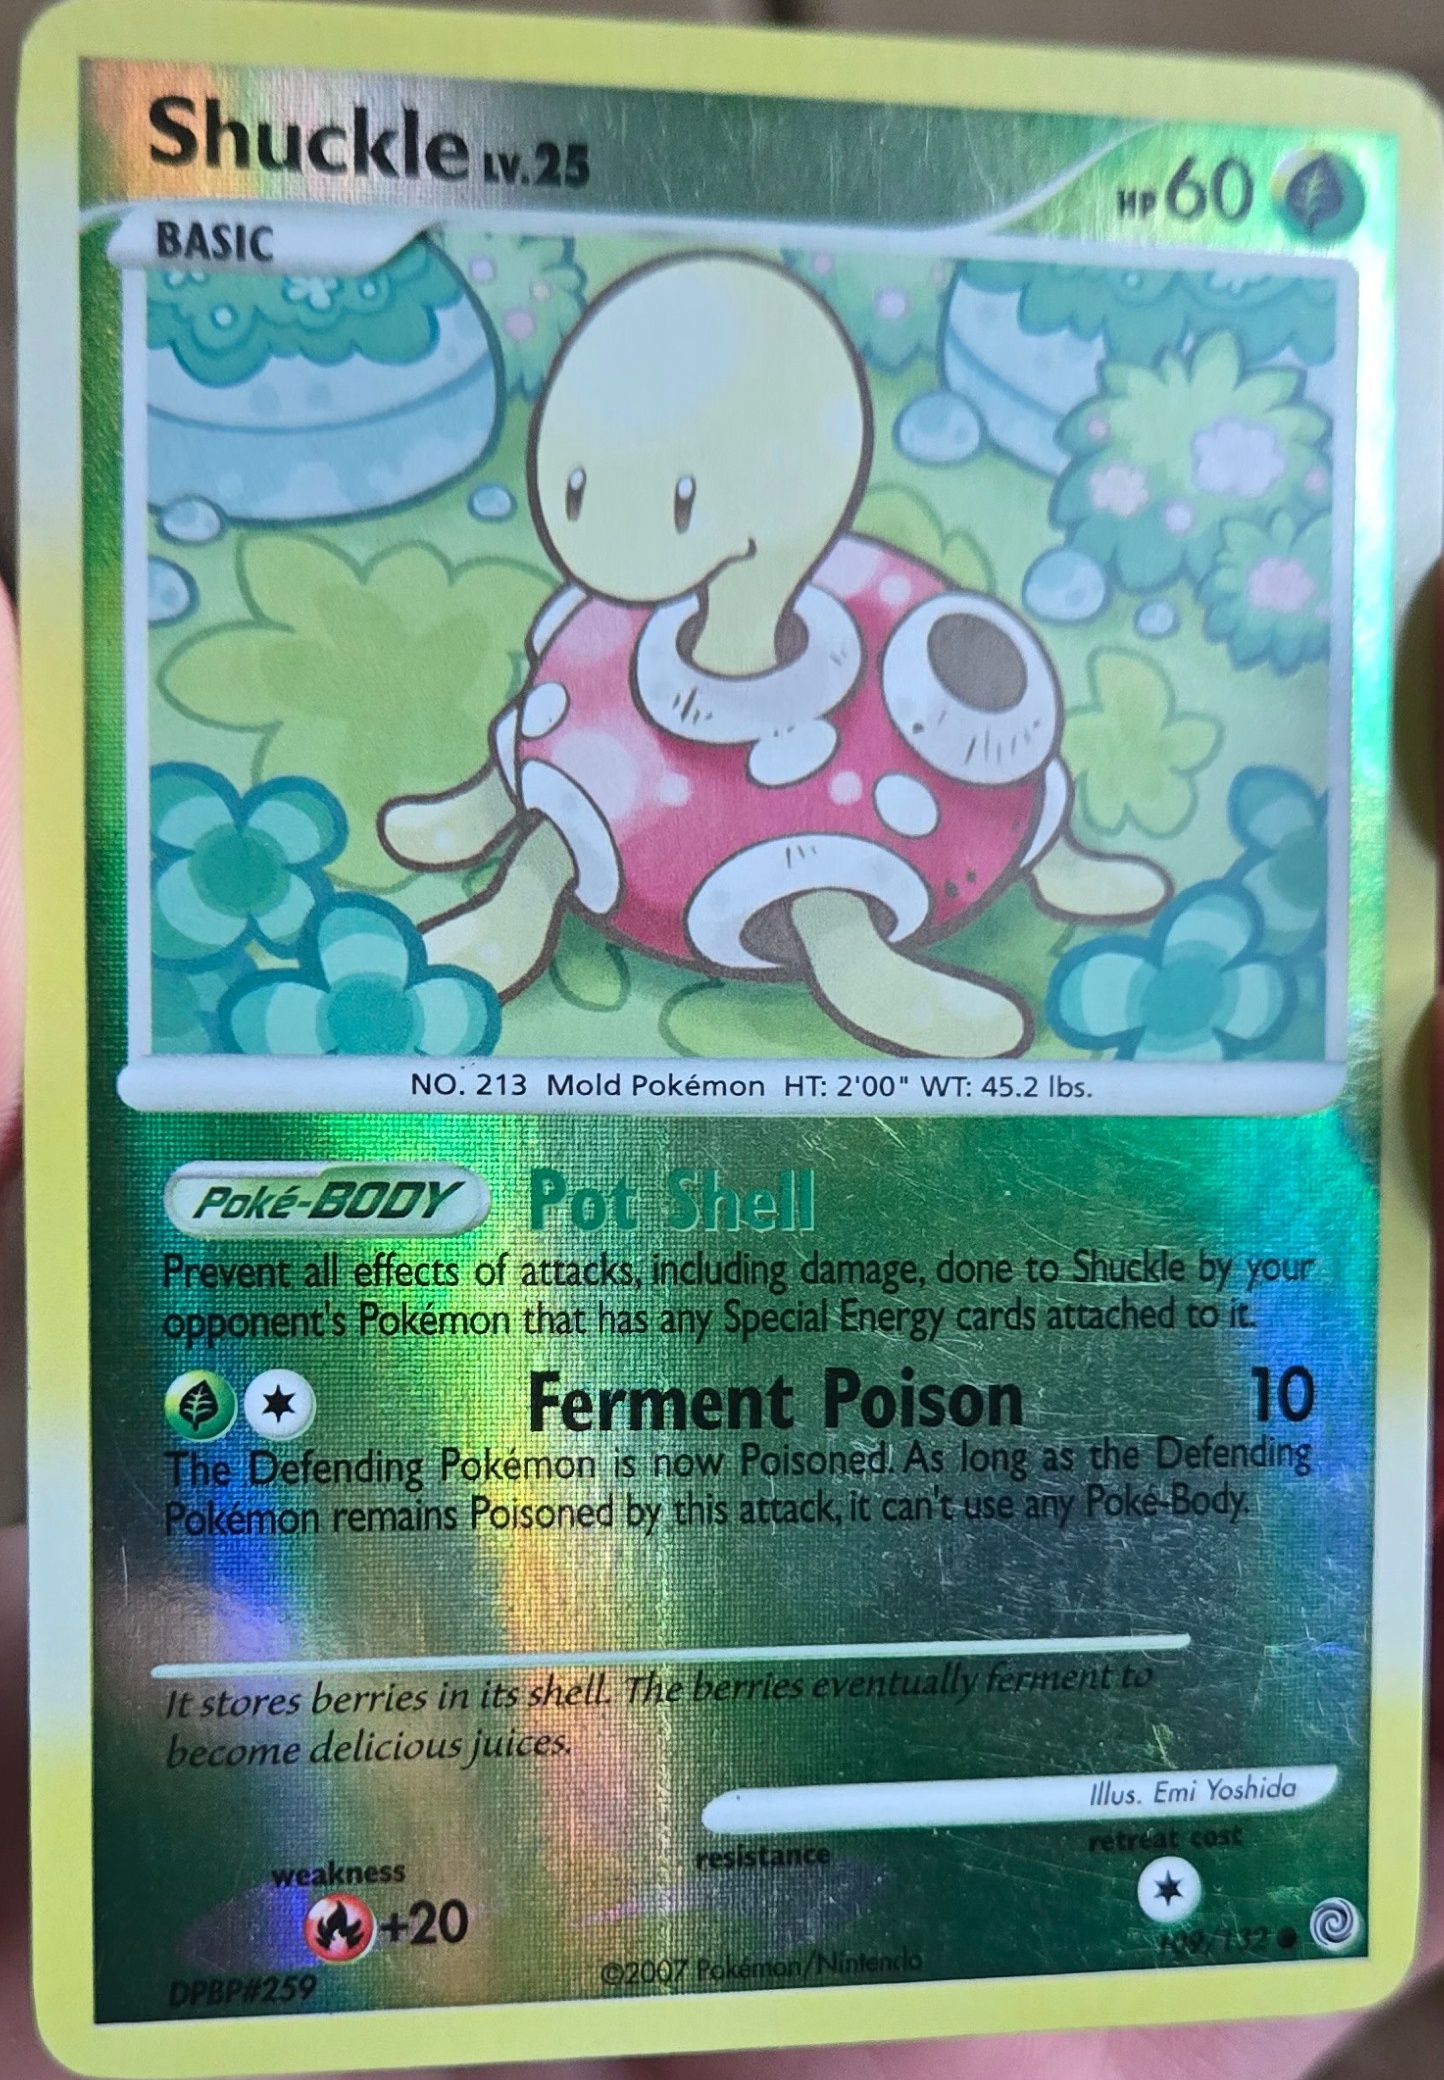 Shuckle LV.25
HP 60
BASIC
NO. 213 Mold Pokémon HT: 2'00" WT: 45.2 lbs.
Poké-BODY Pot Shell
Prevent all effects of attacks, including damage, done to Shuckle by your
opponent's Pokémon that has any Special Energy cards attached to it.
Ferment Poison 10
The Defending Pokémon is now Poisoned. As long as the Defending
Pokémon remains Poisoned by this attack, it can't use any Poké-Body.
It stores berries in its shell. The berries eventually ferment to
become delicious juices.
Illus. Emi Yoshida
weakness resistance retreat cost
+20
109/132
DPBP#259 ©2007 Pokémon/Nintendo